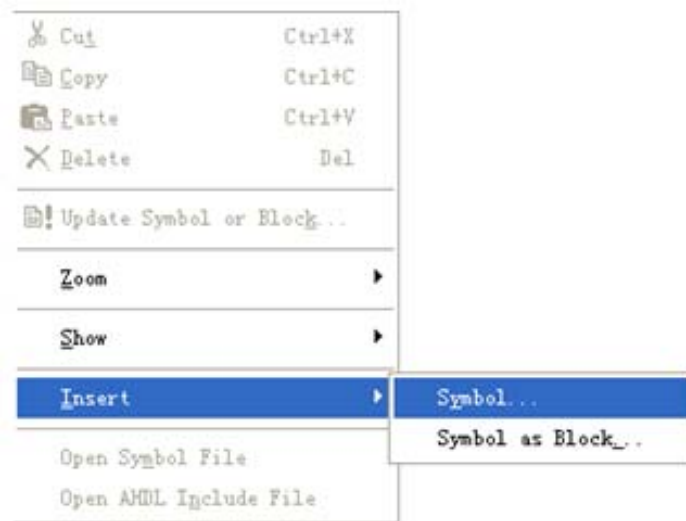 Cut Ctrl+X
Copy Ctrl+C
Paste Ctrl+V
Delete Del
Update Symbol or Block...
Zoom
Show
Insert
Symbol...
Symbol as Block...
Open Symbol File
Open AHDL Include File